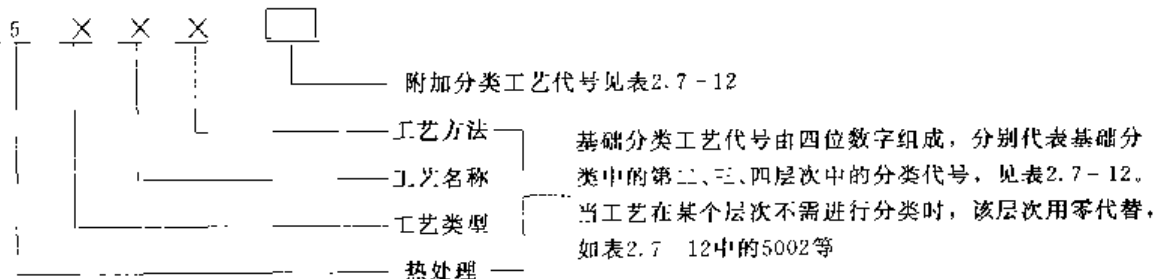 5 X X X
附加分类工艺代号见表2.7-12
工艺方法
工艺名称
工艺类型
热处理
基础分类工艺代号由四位数字组成，分别代表基础分
类中的第二、三、四层次中的分类代号，见表2.7-12。
当工艺在某个层次不需进行分类时，该层次用零代替，
如表2.7 12中的5002等